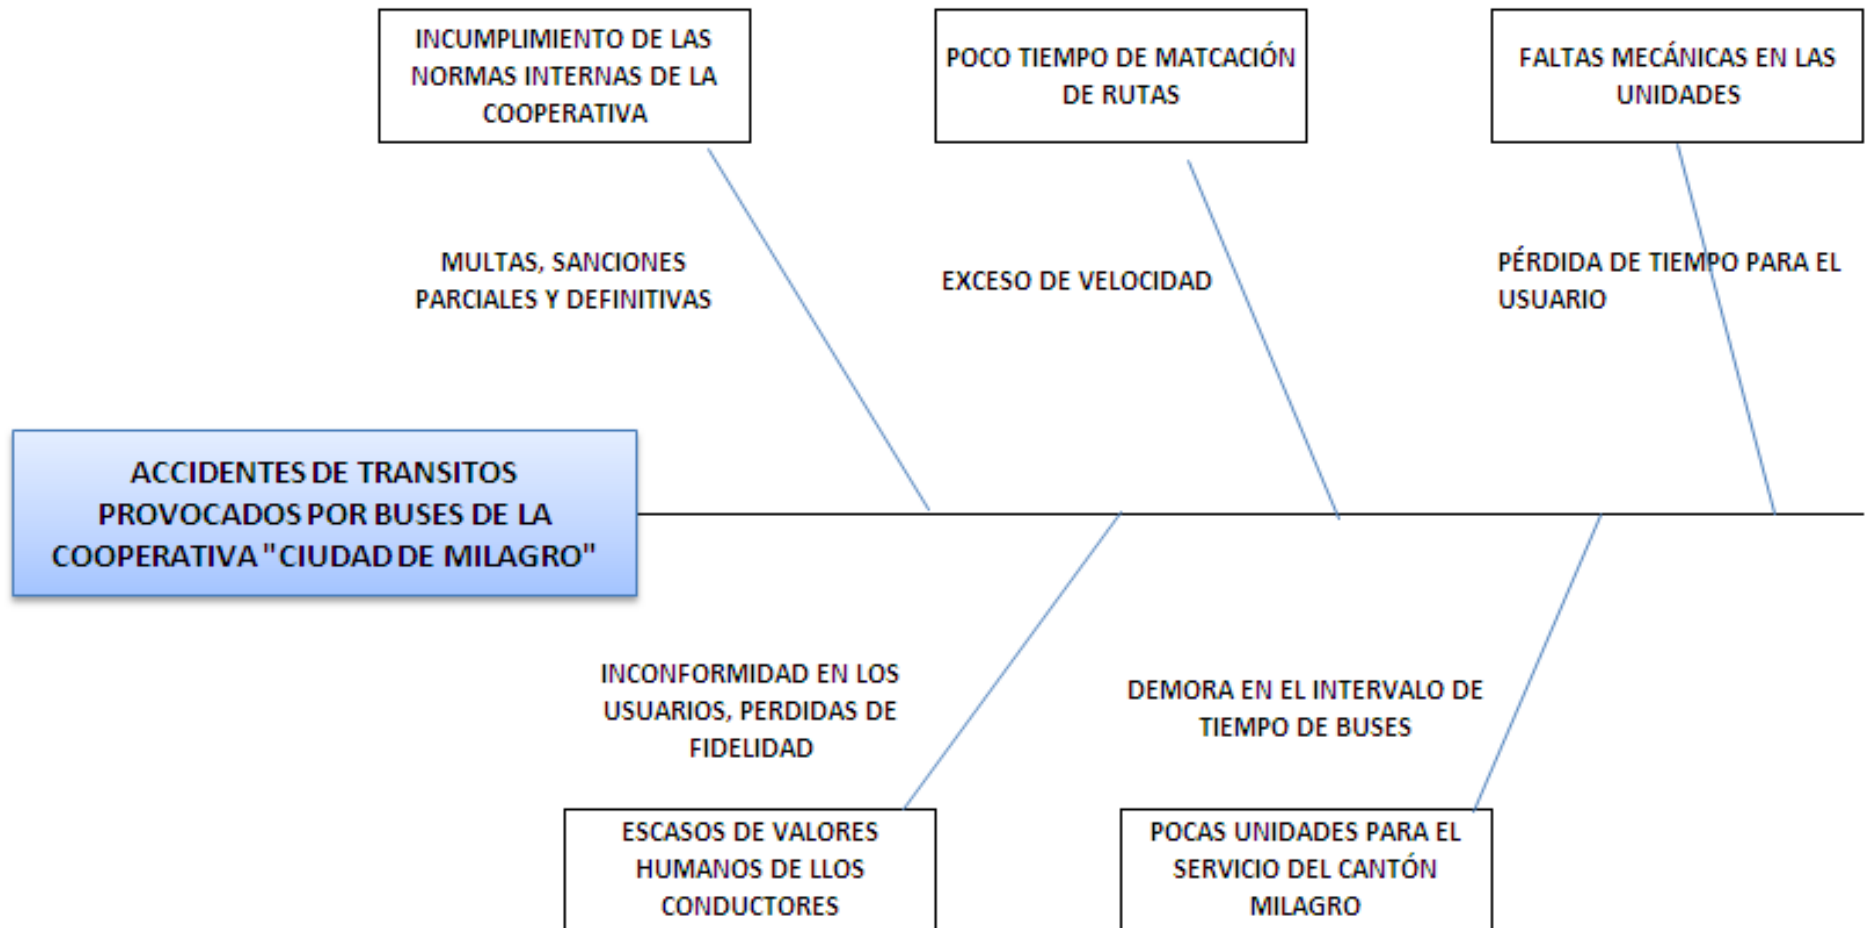 INCUMPLIMIENTO DE LAS
NORMAS INTERNAS DE LA
COOPERATIVA
POCO TIEMPO DE MATCACIÓN
DE RUTAS
FALTAS MECÁNICAS EN LAS
UNIDADES
MULTAS, SANCIONES
PARCIALES Y DEFINITIVAS
EXCESO DE VELOCIDAD
PÉRDIDA DE TIEMPO PARA EL
USUARIO
ACCIDENTES DE TRANSITOS
PROVOCADOS POR BUSES DE LA
COOPERATIVA "CIUDAD DE MILAGRO"
INCONFORMIDAD EN LOS
USUARIOS, PERDIDAS DE
FIDELIDAD
DEMORA EN EL INTERVALO DE
TIEMPO DE BUSES
ESCASOS DE VALORES
HUMANOS DE LLOS
CONDUCTORES
POCAS UNIDADES PARA EL
SERVICIO DEL CANTÓN
MILAGRO